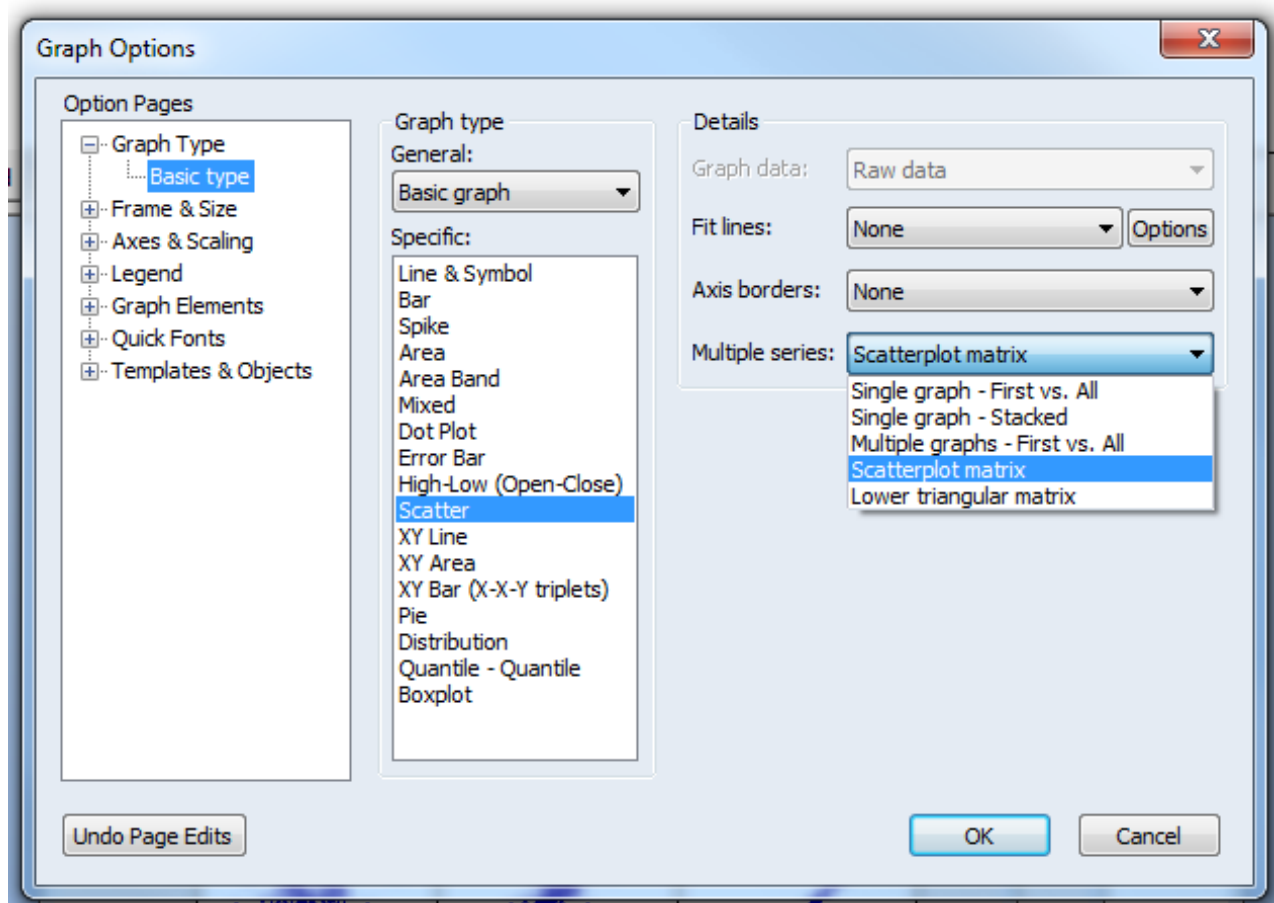 Graph Options
Option Pages
Graph Type
Basic type
Frame & Size
Axes & Scaling
Legend
Graph Elements
Quick Fonts
Templates & Objects
Graph type
General:
Basic graph
Specific:
Line & Symbol
Bar
Spike
Area
Area Band
Mixed
Dot Plot
Error Bar
High-Low (Open-Close)
Scatter
XY Line
XY Area
XY Bar (X-X-Y triplets)
Pie
Distribution
Quantile - Quantile
Boxplot
Details
Graph data: Raw data
Fit lines: None Options
Axis borders: None
Multiple series: Scatterplot matrix
Single graph - First vs. All
Single graph - Stacked
Multiple graphs - First vs. All
Scatterplot matrix
Lower triangular matrix
Undo Page Edits
OK
Cancel